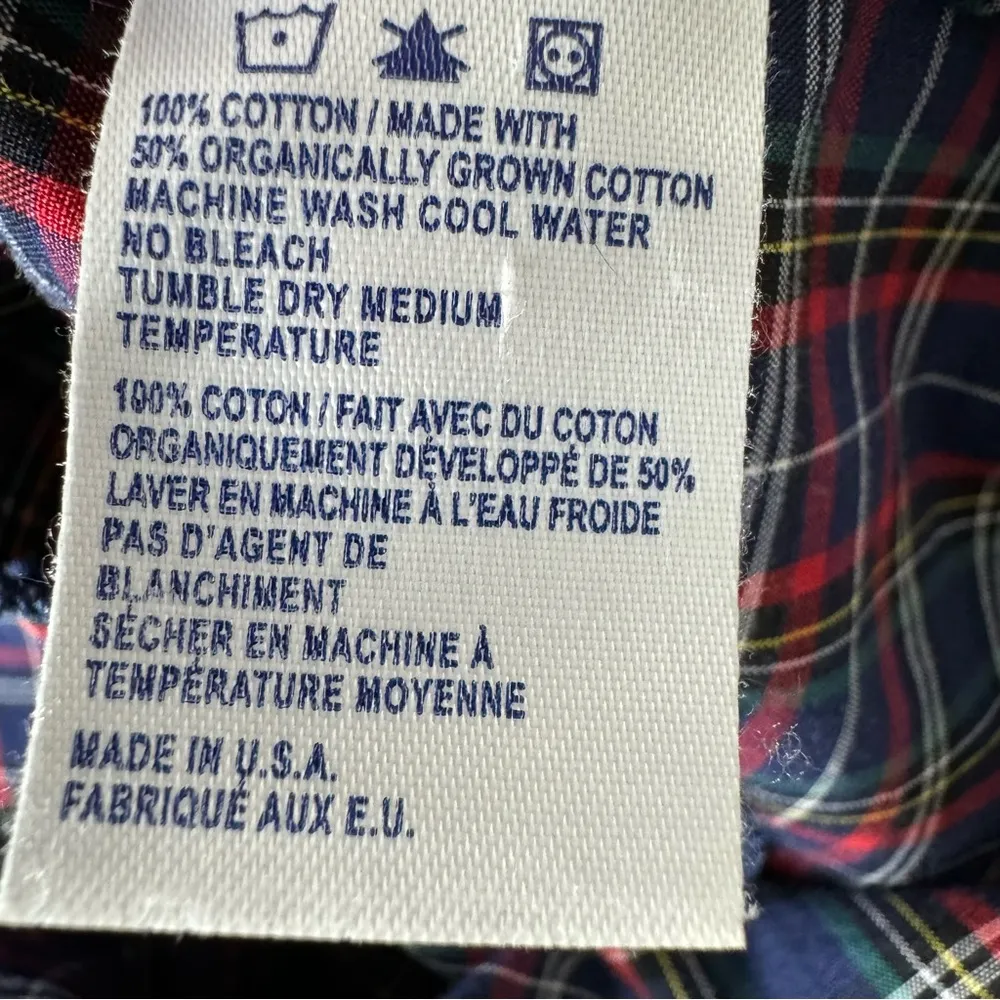 100% COTTON / MADE WITH
50% ORGANICALLY GROWN COTTON
MACHINE WASH COOL WATER
NO BLEACH
TUMBLE DRY MEDIUM
TEMPERATURE
100% COTON / FAIT AVEC DU COTON
ORGANIQUEMENT DÉVELOPPÉ DE 50%
LAVER EN MACHINE À L'EAU FROIDE
PAS D'AGENT DE
BLANCHIMENT
SÉCHER EN MACHINE À
TEMPÉRATURE MOYENNE
MADE IN U.S.A.
FABRIQUÉ AUX E.U.